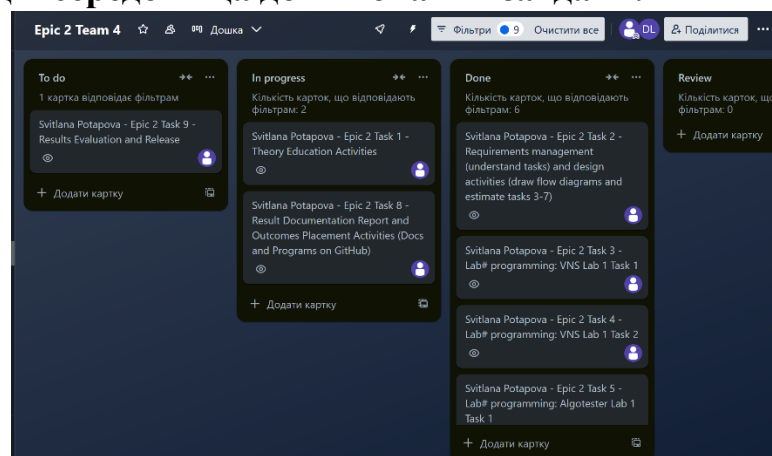 Epic 2 Team 4 Дошка Фільтри 9 Очистити все DL Поділитися
To do
1 картка відповідає фільтрам
Svitlana Potapova - Epic 2 Task 9 -
Results Evaluation and Release
+ Додати картку
In progress
Кількість карток, що відповідають
фільтрам: 2
Svitlana Potapova - Epic 2 Task 1 -
Theory Education Activities
Svitlana Potapova - Epic 2 Task 8 -
Result Documentation Report and
Outcomes Placement Activities (Docs
and Programs on GitHub)
+ Додати картку
Done
Кількість карток, що відповідають
фільтрам: 6
Svitlana Potapova - Epic 2 Task 2 -
Requirements management
(understand tasks) and design
activities (draw flow diagrams and
estimate tasks 3-7)
Svitlana Potapova - Epic 2 Task 3 -
Lab# programming: VNS Lab 1 Task 1
Svitlana Potapova - Epic 2 Task 4 -
Lab# programming: VNS Lab 1 Task 2
Svitlana Potapova - Epic 2 Task 5 -
Lab# programming: Algotester Lab 1
Task 1
+ Додати картку
Review
Кількість карток, що
фільтрам: 0
+ Додати картку